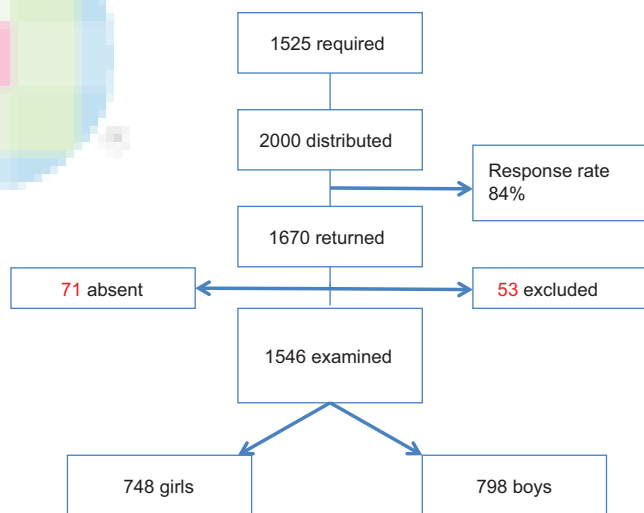 1525 required
2000 distributed
Response rate
84%
1670 returned
71 absent
53 excluded
1546 examined
748 girls
798 boys